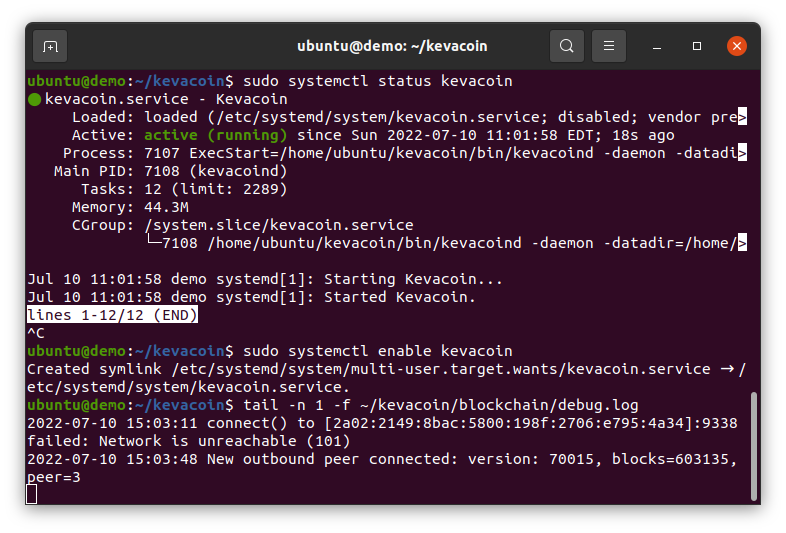 ubuntu@demo: ~/kevacoin
ubuntu@demo:~/kevacoin$ sudo systemctl status kevacoin
● kevacoin.service - Kevacoin
Loaded: loaded (/etc/systemd/system/kevacoin.service; disabled; vendor pre>
Active: active (running) since Sun 2022-07-10 11:01:58 EDT; 18s ago
Process: 7107 ExecStart=/home/ubuntu/kevacoin/bin/kevacoind -daemon -datadi>
Main PID: 7108 (kevacoind)
Tasks: 12 (limit: 2289)
Memory: 44.3M
CGroup: /system.slice/kevacoin.service
└─7108 /home/ubuntu/kevacoin/bin/kevacoind -daemon -datadir=/home/>
Jul 10 11:01:58 demo systemd[1]: Starting Kevacoin...
Jul 10 11:01:58 demo systemd[1]: Started Kevacoin.
lines 1-12/12 (END)
^C
ubuntu@demo:~/kevacoin$ sudo systemctl enable kevacoin
Created symlink /etc/systemd/system/multi-user.target.wants/kevacoin.service → /
etc/systemd/system/kevacoin.service.
ubuntu@demo:~/kevacoin$ tail -n 1 -f ~/kevacoin/blockchain/debug.log
2022-07-10 15:03:11 connect() to [2a02:2149:8bac:5800:198f:2706:e795:4a34]:9338
failed: Network is unreachable (101)
2022-07-10 15:03:48 New outbound peer connected: version: 70015, blocks=603135,
peer=3